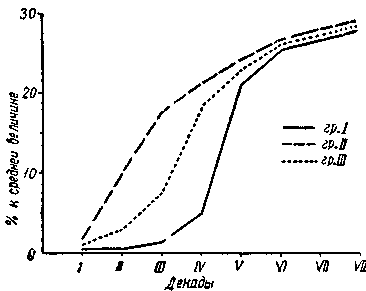 30
20
10
0
% к средней величине
гр. I
гр. II
гр. III
I II III IV V VI VII VIII
Декады